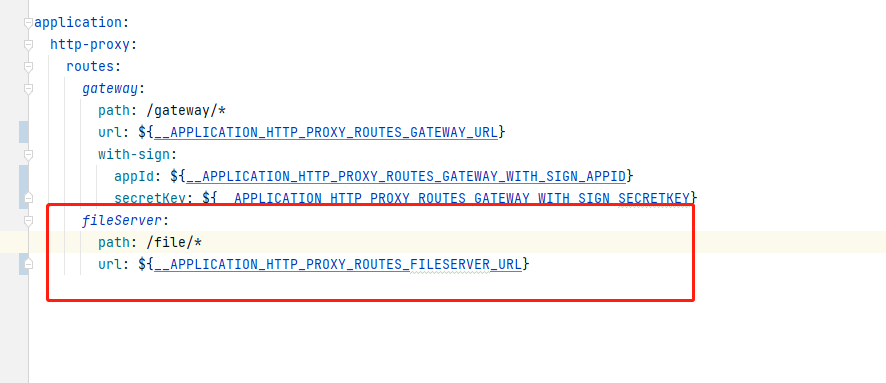 application:
http-proxy:
routes:
gateway:
path: /gateway/*
url: ${__APPLICATION_HTTP_PROXY_ROUTES_GATEWAY_URL}
with-sign:
appId: ${__APPLICATION_HTTP_PROXY_ROUTES_GATEWAY_WITH_SIGN_APPID}
secretKey: ${__APPLICATION_HTTP_PROXY_ROUTES_GATEWAY_WITH_SIGN_SECRETKEY}
fileServer:
path: /file/*
url: ${__APPLICATION_HTTP_PROXY_ROUTES_FILESERVER_URL}